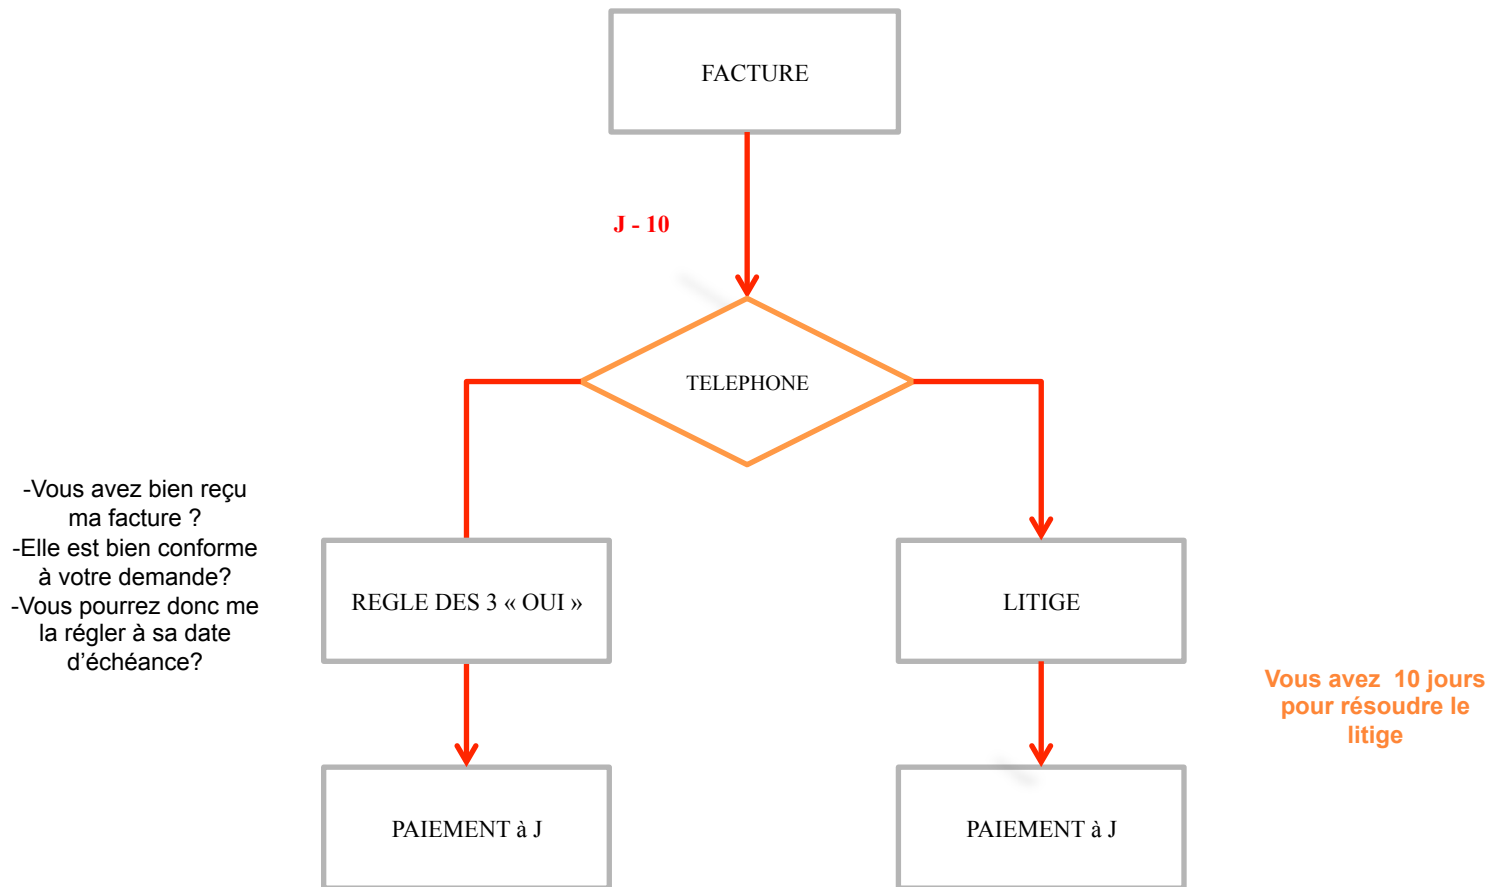 FACTURE
J - 10
TELEPHONE
-Vous avez bien reçu
ma facture ?
-Elle est bien conforme
à votre demande?
-Vous pourrez donc me
la régler à sa date
d’échéance?
REGLE DES 3 « OUI »
LITIGE
Vous avez  10 jours
pour résoudre le
litige
PAIEMENT à J
PAIEMENT à J